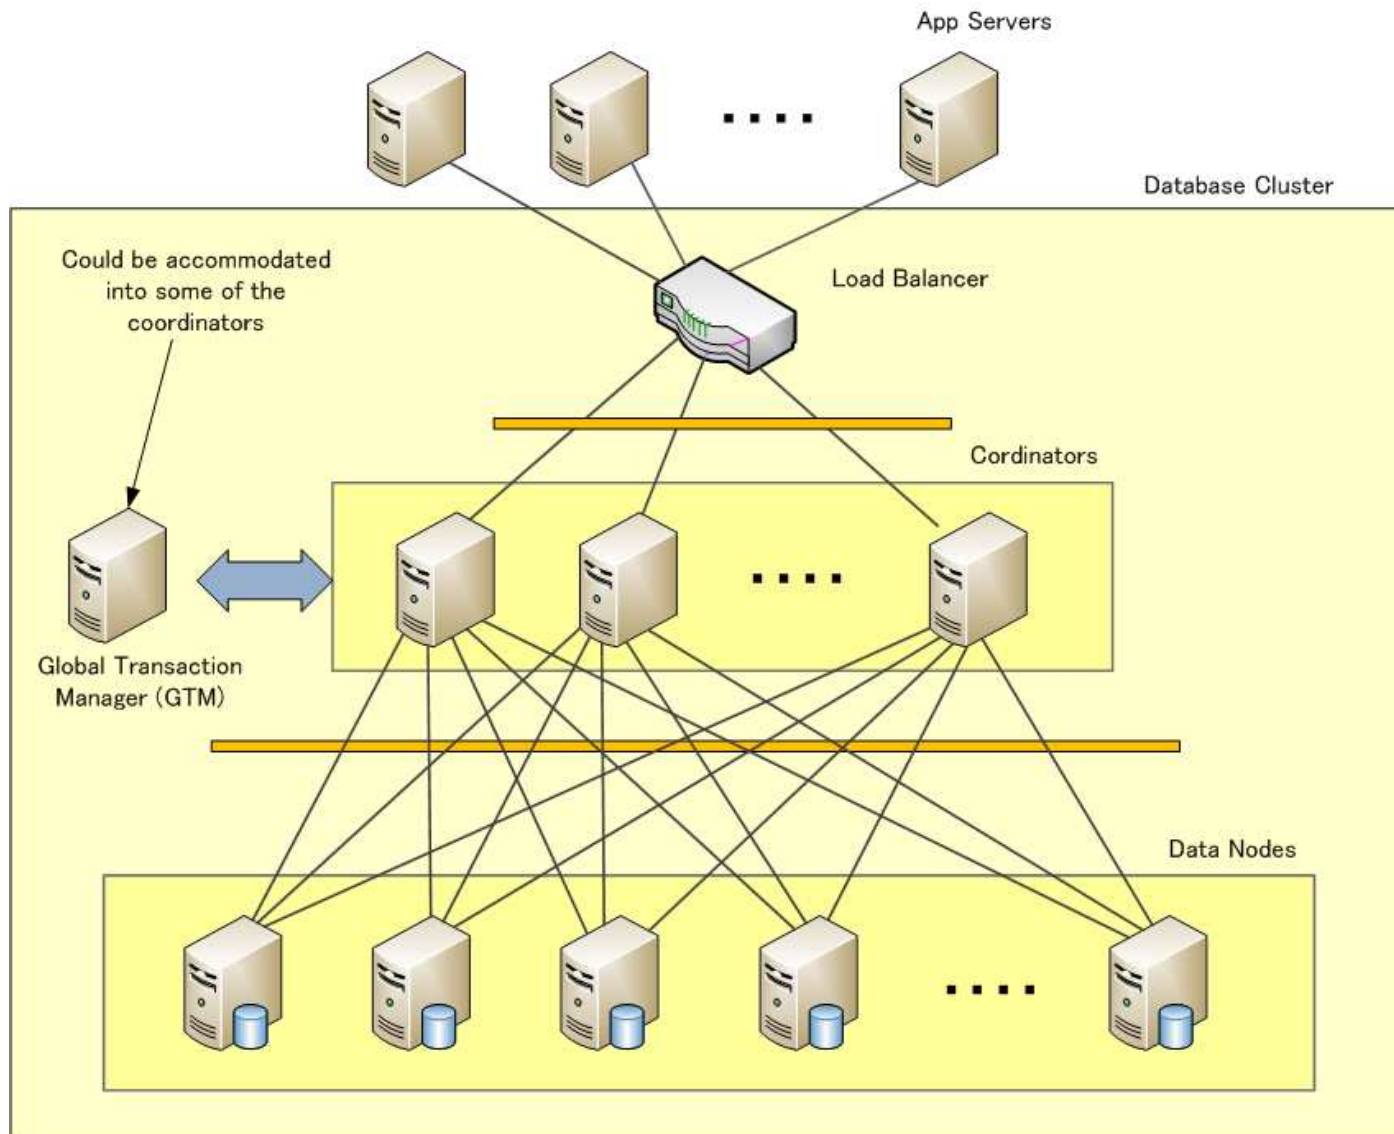 App Servers
Database Cluster
Could be accommodated
into some of the
coordinators
Load Balancer
Cordinators
Global Transaction
Manager (GTM)
Data Nodes